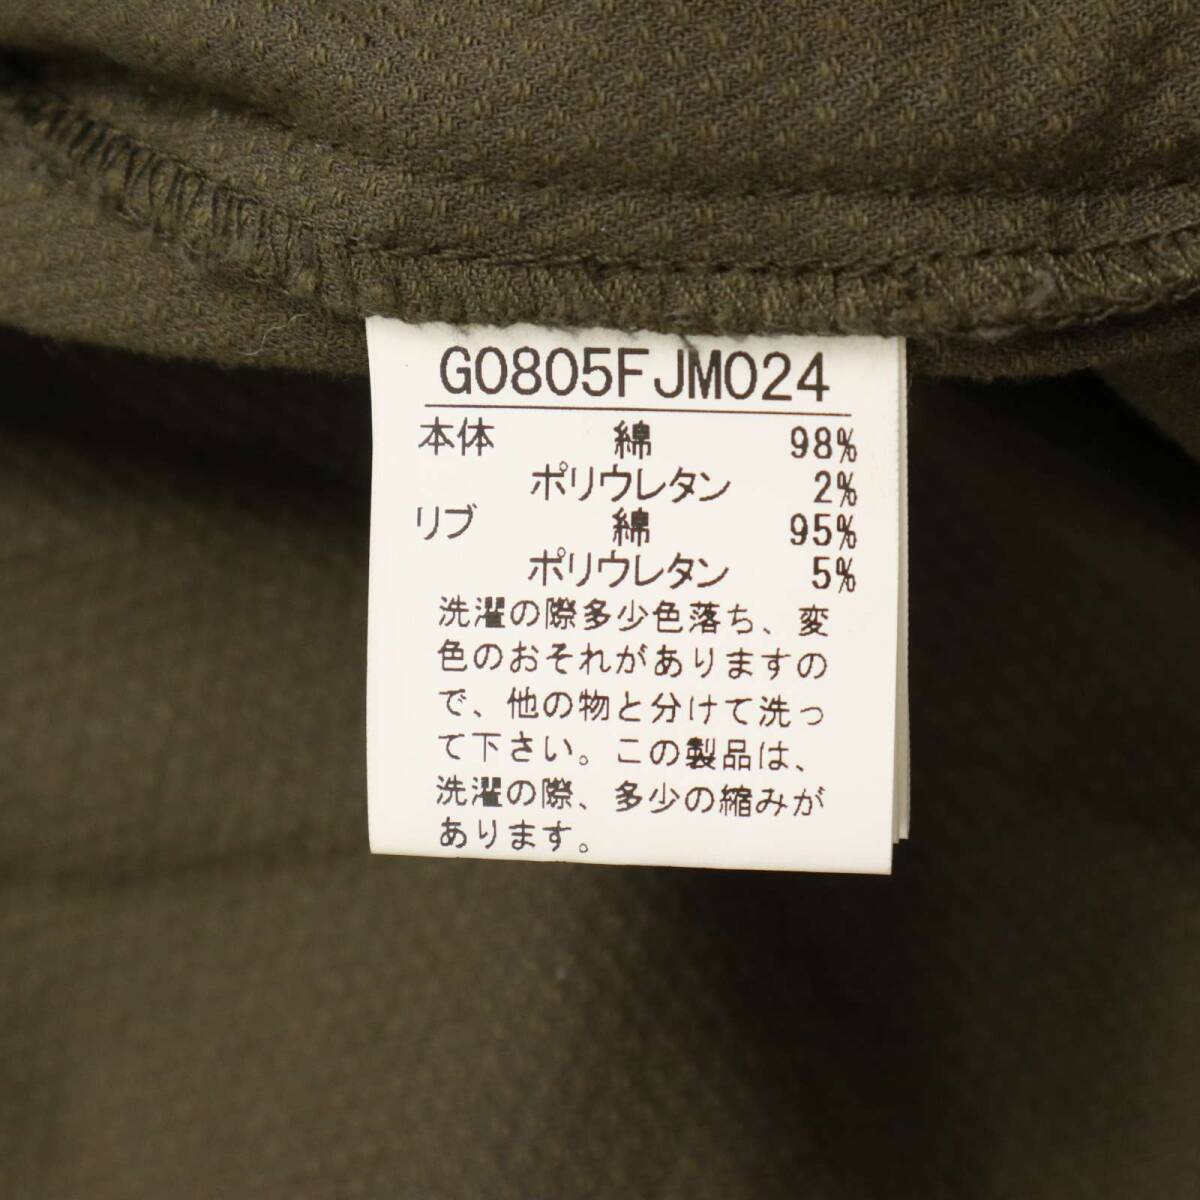 G0805FJM024
本体 綿 98%
ポリウレタン 2%
リブ 綿 95%
ポリウレタン 5%
洗濯の際多少色落ち、変
色のおそれがありますの
で、他の物と分けて洗っ
て下さい。この製品は、
洗濯の際、多少の縮みが
あります。